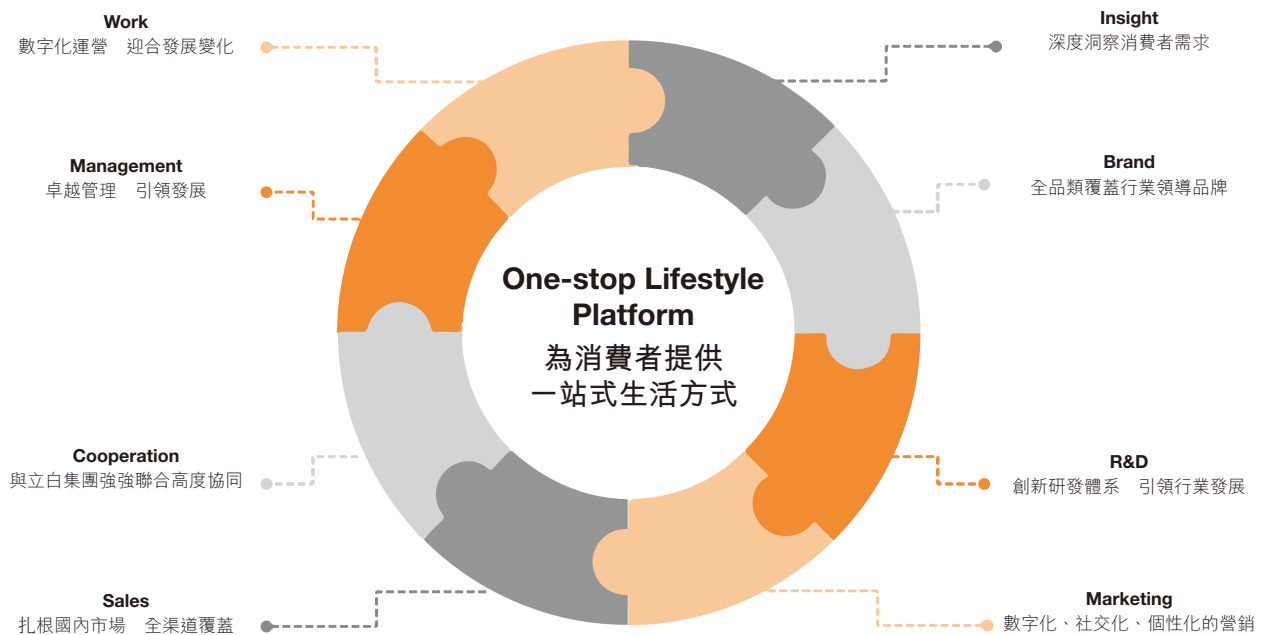 Work
數字化運營　迎合發展變化
Insight
深度洞察消費者需求
Management
卓越管理　引領發展
Brand
全品類覆蓋行業領導品牌
One-stop Lifestyle
Platform
為消費者提供
一站式生活方式
Cooperation
與立白集團強強聯合高度協同
R&D
創新研發體系　引領行業發展
Sales
扎根國內市場　全渠道覆蓋
Marketing
數字化、社交化、個性化的營銷